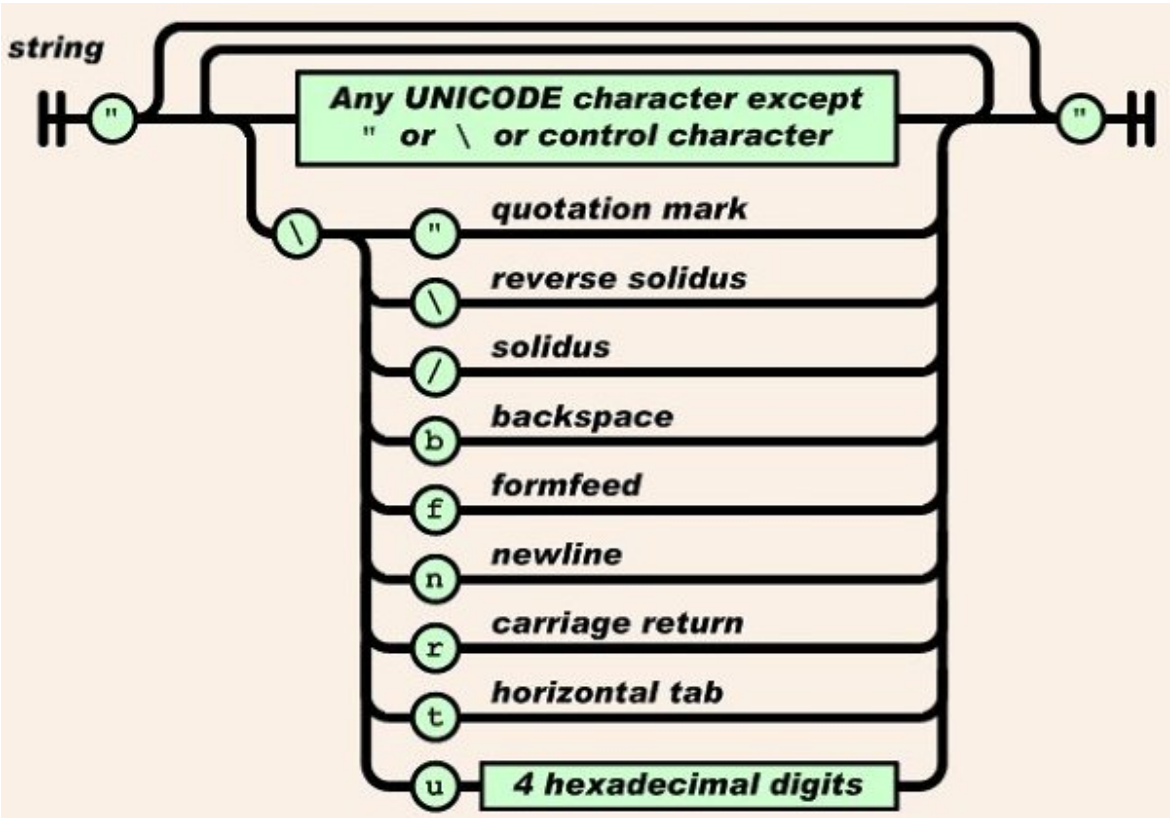 string
"
Any UNICODE character except
" or \ or control character
"
\
" quotation mark
\ reverse solidus
/ solidus
b backspace
f formfeed
n newline
r carriage return
t horizontal tab
u 4 hexadecimal digits